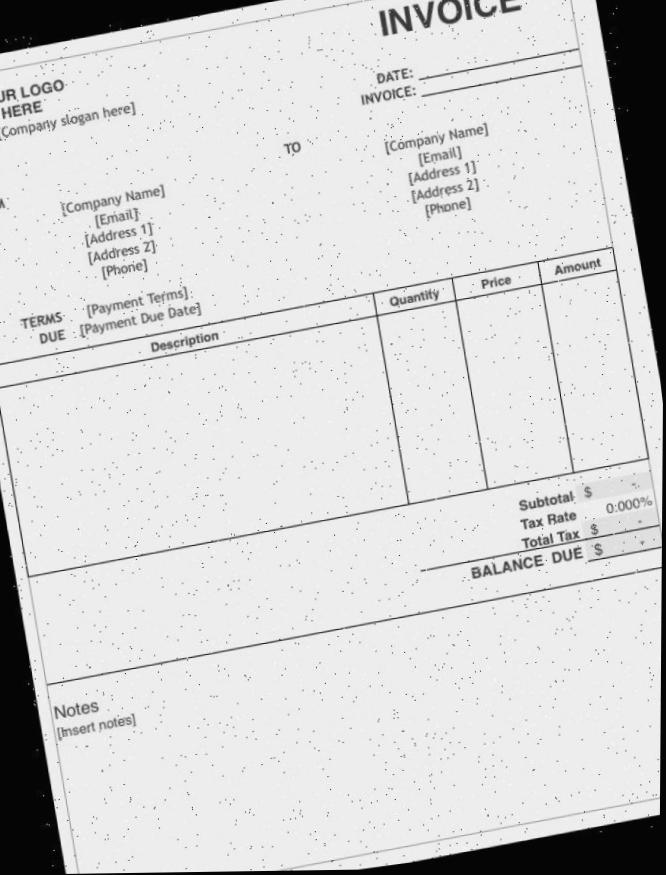 INVOICE
UR LOGO
HERE
[Company slogan here]
DATE:
INVOICE:
TO
[Company Name]
[Email]
[Address 1]
[Address 2]
[Phone]
[Company Name]
[Email]
[Address 1]
[Address 2]
[Phone]
TERMS [Payment Terms]
DUE [Payment Due Date]
Description Quantity Price Amount
Subtotal $ -
Tax Rate 0.000%
Total Tax $ -
BALANCE DUE $ -
Notes
[Insert notes]